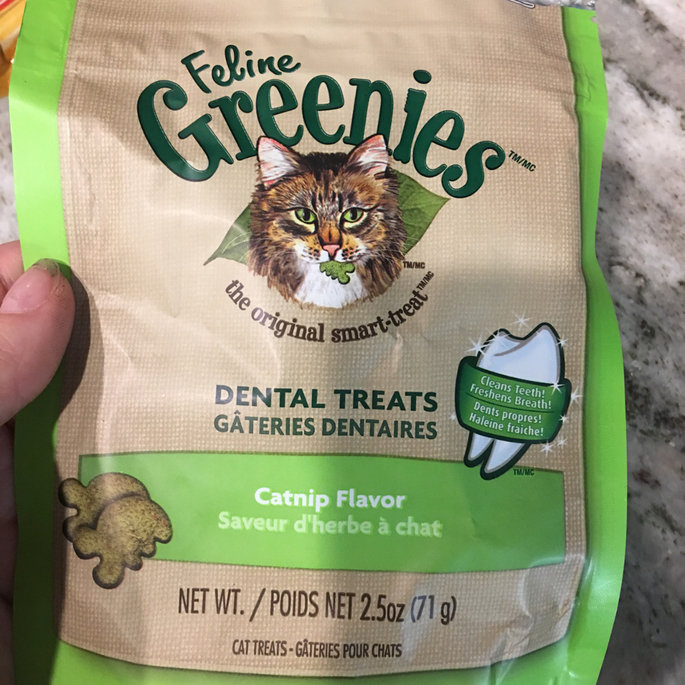 Feline
Greenies TM/MC
TM/MC
the original smart-treat TM/MC
DENTAL TREATS
GÂTERIES DENTAIRES
Cleans Teeth!
Freshens Breath!
Dents propres!
Haleine fraîche!
TM/MC
Catnip Flavor
Saveur d'herbe à chat
NET WT. / POIDS NET 2.5oz (71 g)
CAT TREATS - GÂTERIES POUR CHATS